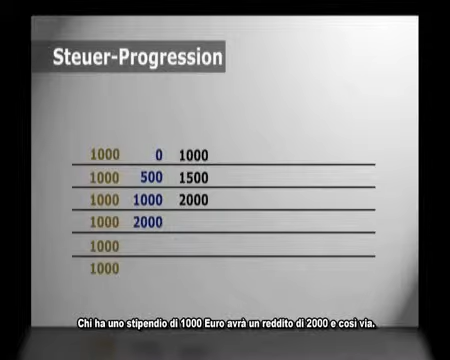 Steuer-Progression
1000 0 1000
1000 500 1500
1000 1000 2000
1000 2000
1000
1000
Chi ha uno stipendio di 1000 Euro avrà un reddito di 2000 e così via.